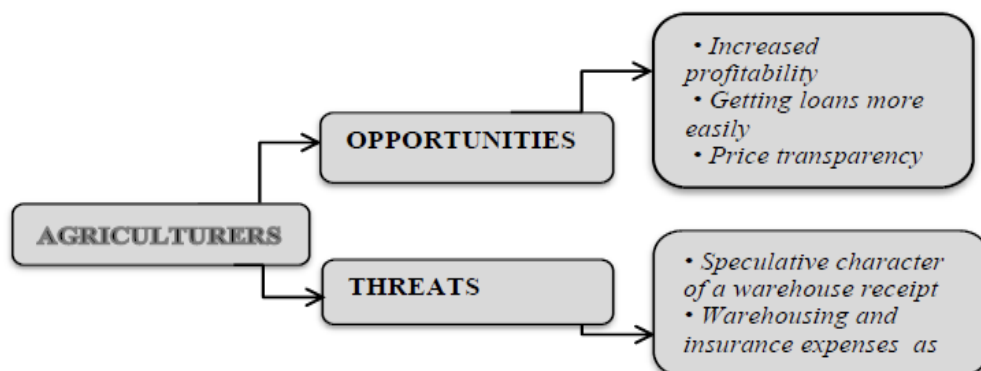 • Increased
profitability
• Getting loans more
easily
• Price transparency
OPPORTUNITIES
AGRICULTURERS
THREATS
• Speculative character
of a warehouse receipt
• Warehousing and
insurance expenses as